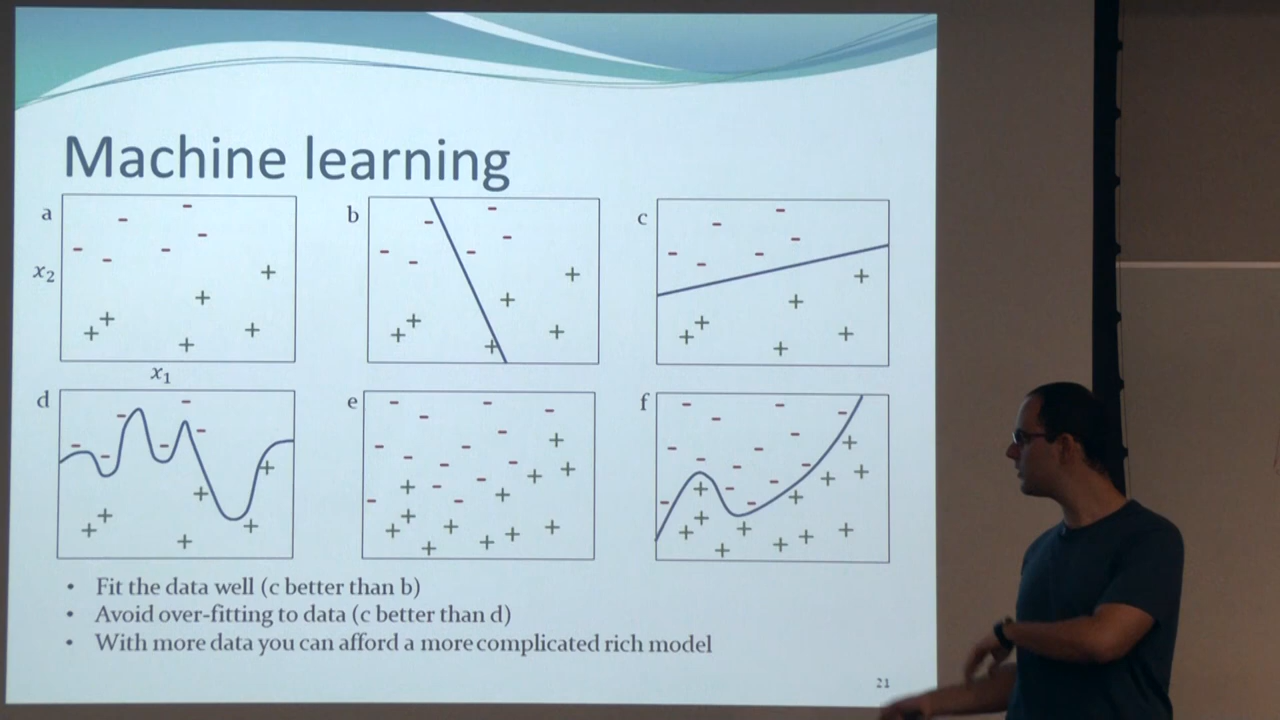 Machine learning
a
b
c
x₂
x₁
d
e
f
• Fit the data well (c better than b)
• Avoid over-fitting to data (c better than d)
• With more data you can afford a more complicated rich model
21